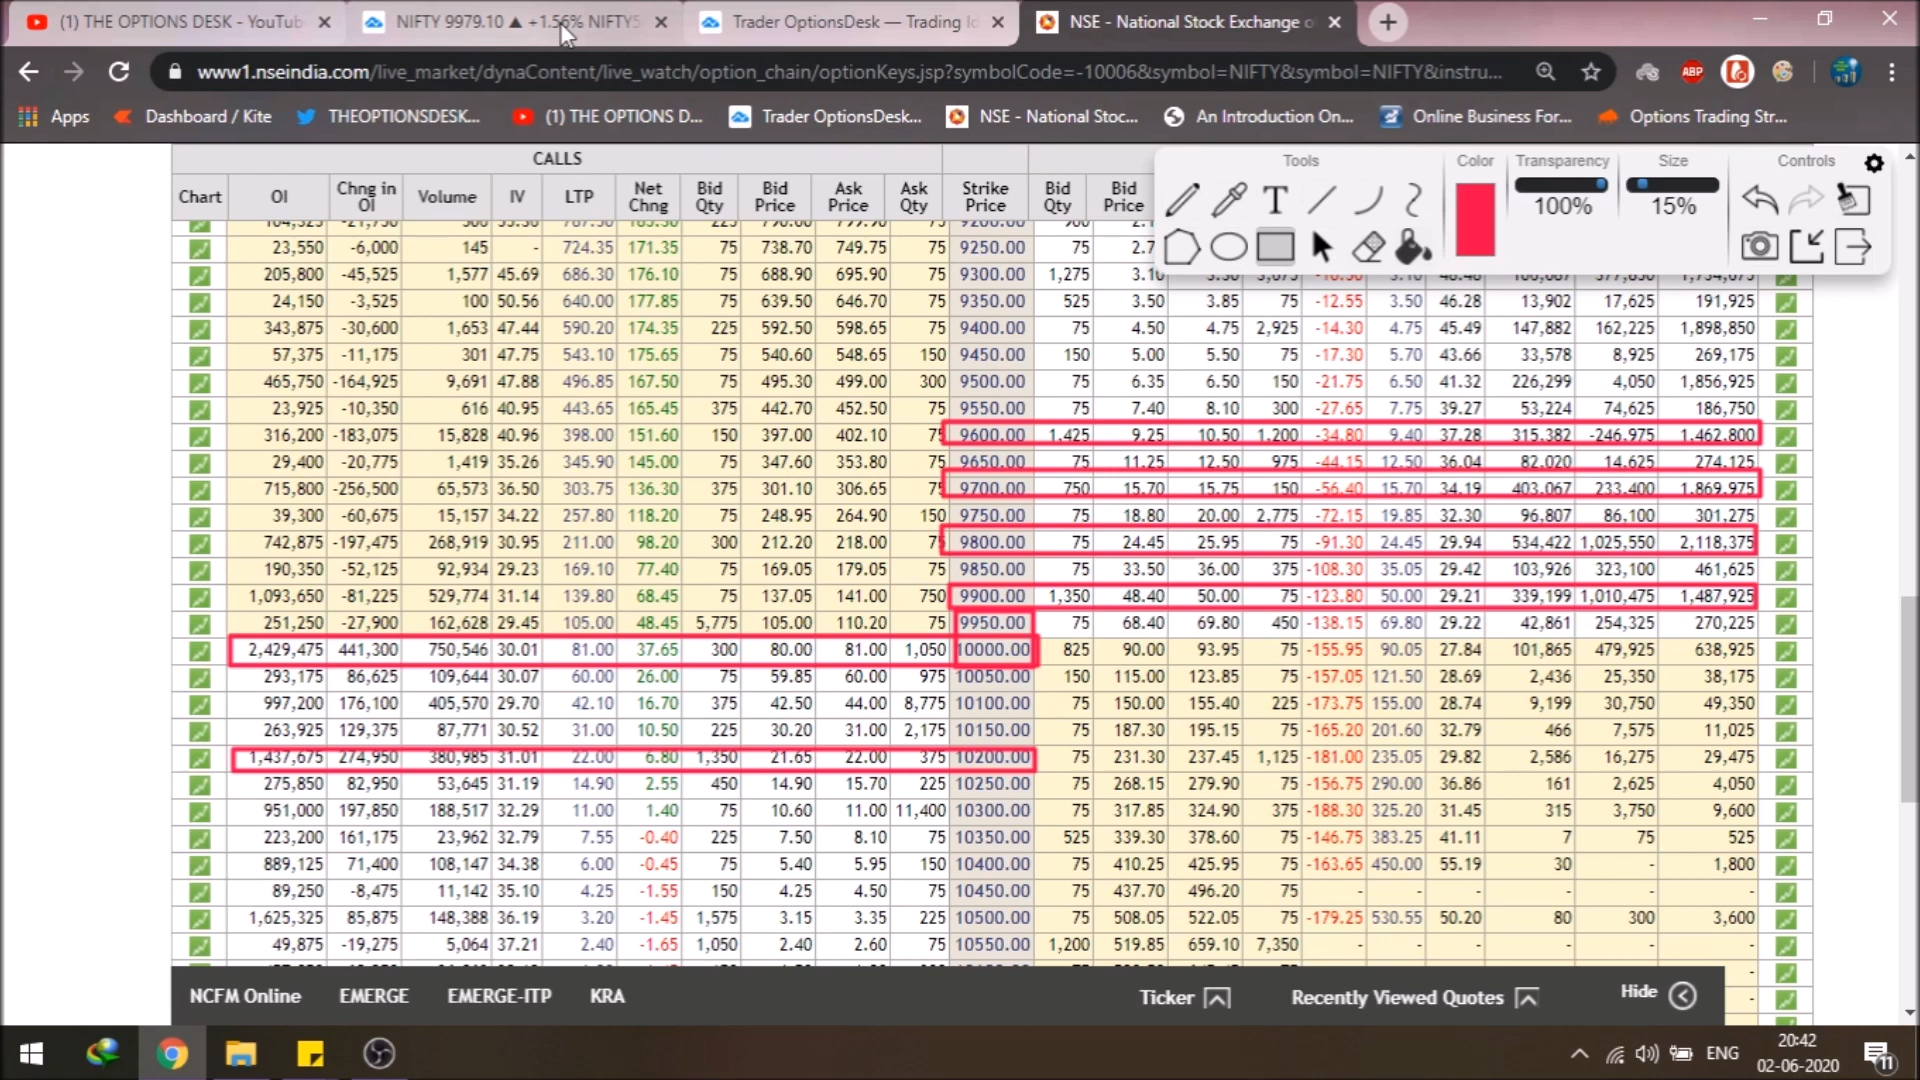 (1) THE OPTIONS DESK - YouTub
NIFTY 9979.10 ▲ +1.56% NIFTY5
Trader OptionsDesk — Trading Id
NSE - National Stock Exchange o
www1.nseindia.com/live_market/dynaContent/live_watch/option_chain/optionKeys.jsp?symbolCode=-10006&symbol=NIFTY&symbol=NIFTY&instru...
ABP
Apps Dashboard / Kite THEOPTIONSDESK... (1) THE OPTIONS D... Trader OptionsDesk... NSE - National Stoc... An Introduction On... Online Business For... Options Trading Str...
CALLS
Tools Color Transparency Size Controls
100% 15%
Chart OI Chng in OI Volume IV LTP Net Chng Bid Qty Bid Price Ask Price Ask Qty Strike Price Bid Qty Bid Price
23,550 -6,000 145 - 724.35 171.35 75 738.70 749.75 75 9250.00 75 2.7
205,800 -45,525 1,577 45.69 686.30 176.10 75 688.90 695.90 75 9300.00 1,275 3.10
24,150 -3,525 100 50.56 640.00 177.85 75 639.50 646.70 75 9350.00 525 3.50 3.85 75 -12.55 3.50 46.28 13,902 17,625 191,925
343,875 -30,600 1,653 47.44 590.20 174.35 225 592.50 598.65 75 9400.00 75 4.50 4.75 2,925 -14.30 4.75 45.49 147,882 162,225 1,898,850
57,375 -11,175 301 47.75 543.10 175.65 75 540.60 548.65 150 9450.00 150 5.00 5.50 75 -17.30 5.70 43.66 33,578 8,925 269,175
465,750 -164,925 9,691 47.88 496.85 167.50 75 495.30 499.00 300 9500.00 75 6.35 6.50 150 -21.75 6.50 41.32 226,299 4,050 1,856,925
23,925 -10,350 616 40.95 443.65 165.45 375 442.70 452.50 75 9550.00 75 7.40 8.10 300 -27.65 7.75 39.27 53,224 74,625 186,750
316,200 -183,075 15,828 40.96 398.00 151.60 150 397.00 402.10 75 9600.00 1,425 9.25 10.50 1,200 -34.80 9.40 37.28 315,382 -246,975 1,462,800
29,400 -20,775 1,419 35.26 345.90 145.00 75 347.60 353.80 75 9650.00 75 11.25 12.50 975 -44.15 12.50 36.04 82,020 14,625 274,125
715,800 -256,500 65,573 36.50 303.75 136.30 375 301.10 306.65 75 9700.00 750 15.70 15.75 150 -56.40 15.70 34.19 403,067 233,400 1,869,975
39,300 -60,675 15,157 34.22 257.80 118.20 75 248.95 264.90 150 9750.00 75 18.80 20.00 2,775 -72.15 19.85 32.30 96,807 86,100 301,275
742,875 -197,475 268,919 30.95 211.00 98.20 300 212.20 218.00 75 9800.00 75 24.45 25.95 75 -91.30 24.45 29.94 534,422 1,025,550 2,118,375
190,350 -52,125 92,934 29.23 169.10 77.40 75 169.05 179.05 75 9850.00 75 33.50 36.00 375 -108.30 35.05 29.42 103,926 323,100 461,625
1,093,650 -81,225 529,774 31.14 139.80 68.45 75 137.05 141.00 750 9900.00 1,350 48.40 50.00 75 -123.80 50.00 29.21 339,199 1,010,475 1,487,925
251,250 -27,900 162,628 29.45 105.00 48.45 5,775 105.00 110.20 75 9950.00 75 68.40 69.80 450 -138.15 69.80 29.22 42,861 254,325 270,225
2,429,475 441,300 750,546 30.01 81.00 37.65 300 80.00 81.00 1,050 10000.00 825 90.00 93.95 75 -155.95 90.05 27.84 101,865 479,925 638,925
293,175 86,625 109,644 30.07 60.00 26.00 75 59.85 60.00 975 10050.00 150 115.00 123.85 75 -157.05 121.50 28.69 2,436 25,350 38,175
997,200 176,100 405,570 29.70 42.10 16.70 375 42.50 44.00 8,775 10100.00 75 150.00 155.40 225 -173.75 155.00 28.74 9,199 30,750 49,350
263,925 129,375 87,771 30.52 31.00 10.50 225 30.20 31.00 2,175 10150.00 75 187.30 195.15 75 -165.20 201.60 32.79 466 7,575 11,025
1,437,675 274,950 380,985 31.01 22.00 6.80 1,350 21.65 22.00 375 10200.00 75 231.30 237.45 1,125 -181.00 235.05 29.82 2,586 16,275 29,475
275,850 82,950 53,645 31.19 14.90 2.55 450 14.90 15.70 225 10250.00 75 268.15 279.90 75 -156.75 290.00 36.86 161 2,625 4,050
951,000 197,850 188,517 32.29 11.00 1.40 75 10.60 11.00 11,400 10300.00 75 317.85 324.90 375 -188.30 325.20 31.45 315 3,750 9,600
223,200 161,175 23,962 32.79 7.55 -0.40 225 7.50 8.10 75 10350.00 525 339.30 378.60 75 -146.75 383.25 41.11 7 75 525
889,125 71,400 108,147 34.38 6.00 -0.45 75 5.40 5.95 150 10400.00 75 410.25 425.95 75 -163.65 450.00 55.19 30 - 1,800
89,250 -8,475 11,142 35.10 4.25 -1.55 150 4.25 4.50 75 10450.00 75 437.70 496.20 75 - - - - - -
1,625,325 85,875 148,388 36.19 3.20 -1.45 1,575 3.15 3.35 225 10500.00 75 508.05 522.05 75 -179.25 530.55 50.20 80 300 3,600
49,875 -19,275 5,064 37.21 2.40 -1.65 1,050 2.40 2.60 75 10550.00 1,200 519.85 659.10 7,350 - - - - - -
NCFM Online EMERGE EMERGE-ITP KRA Ticker Recently Viewed Quotes Hide
ENG
20:42
02-06-2020
11